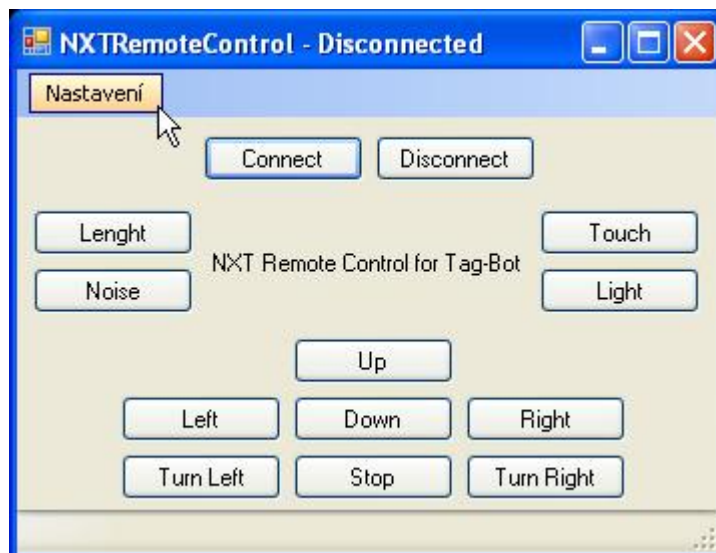 NXTRemoteControl - Disconnected
Nastavení
Connect Disconnect
Lenght Touch
NXT Remote Control for Tag-Bot
Noise Light
Up
Left Down Right
Turn Left Stop Turn Right